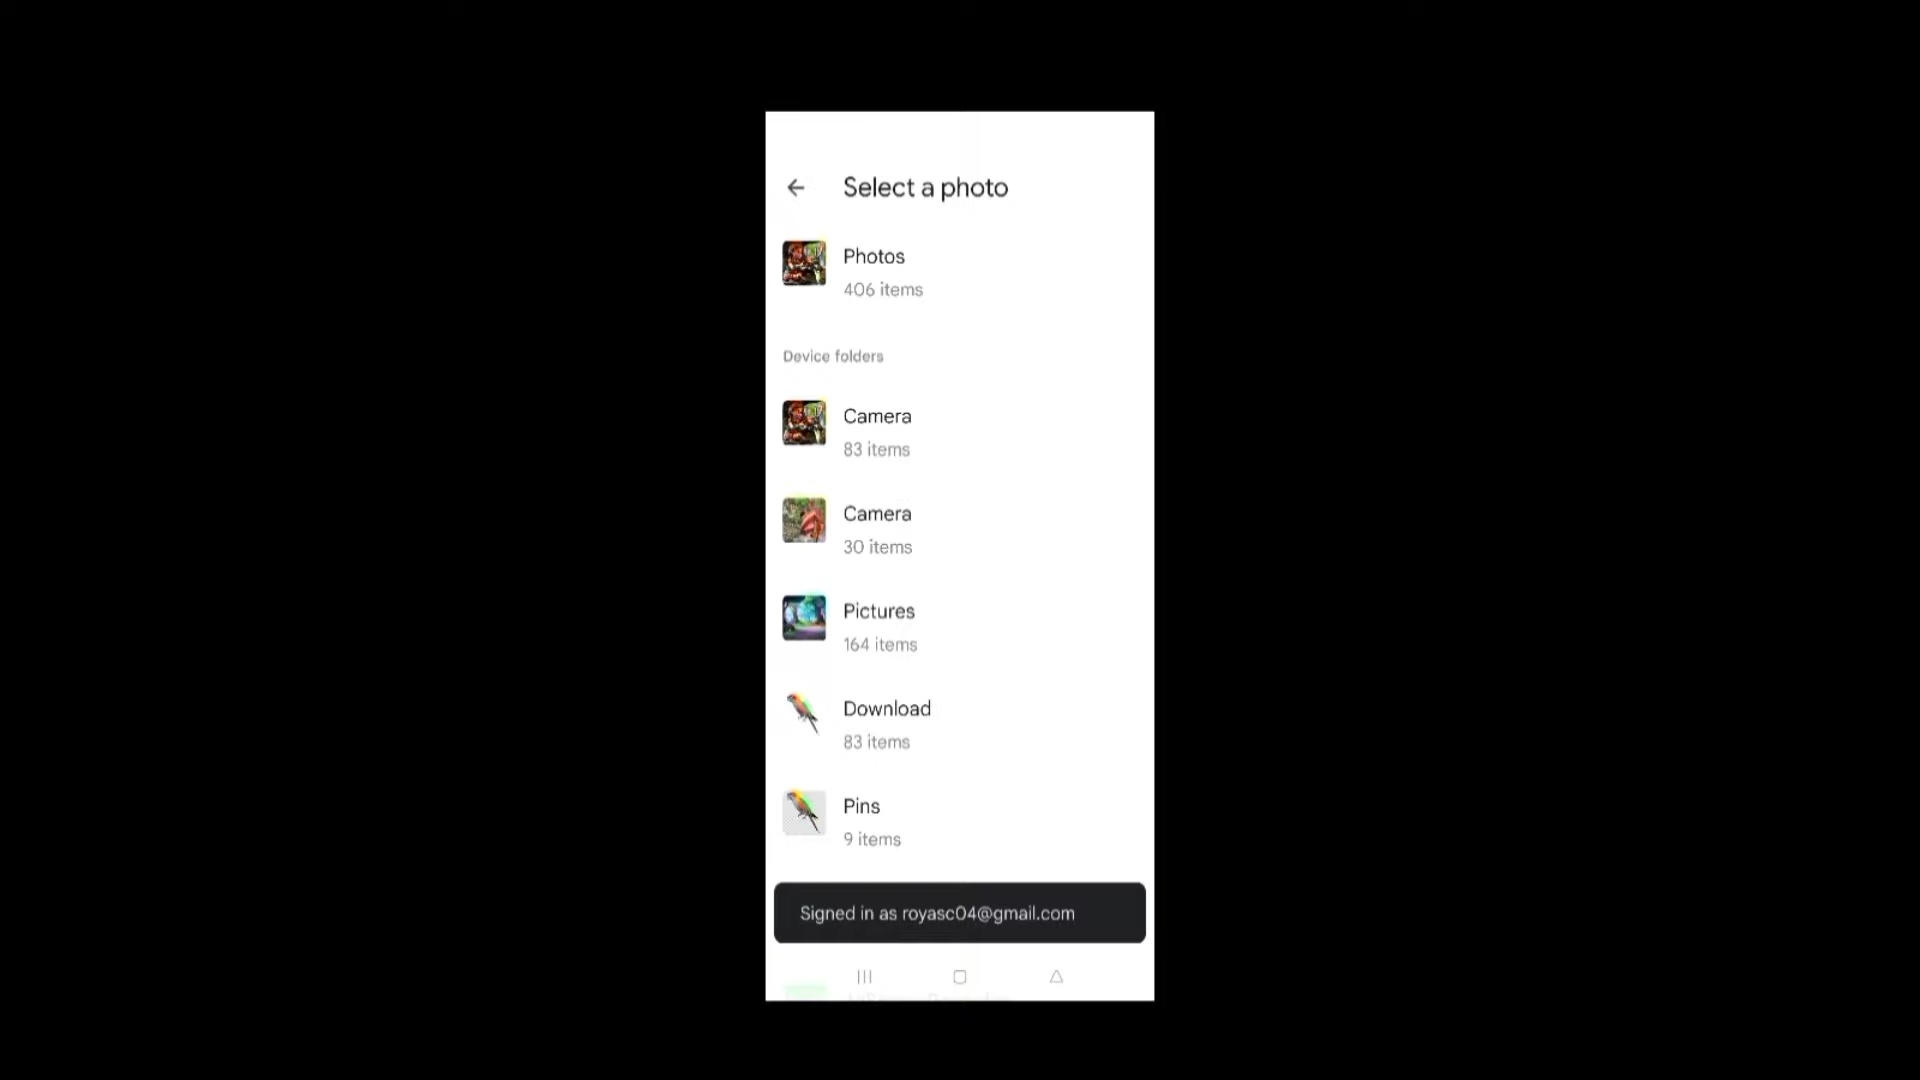 Select a photo
Photos
406 items
Device folders
Camera
83 items
Camera
30 items
Pictures
164 items
Download
83 items
Pins
9 items
Signed in as royasc04@gmail.com